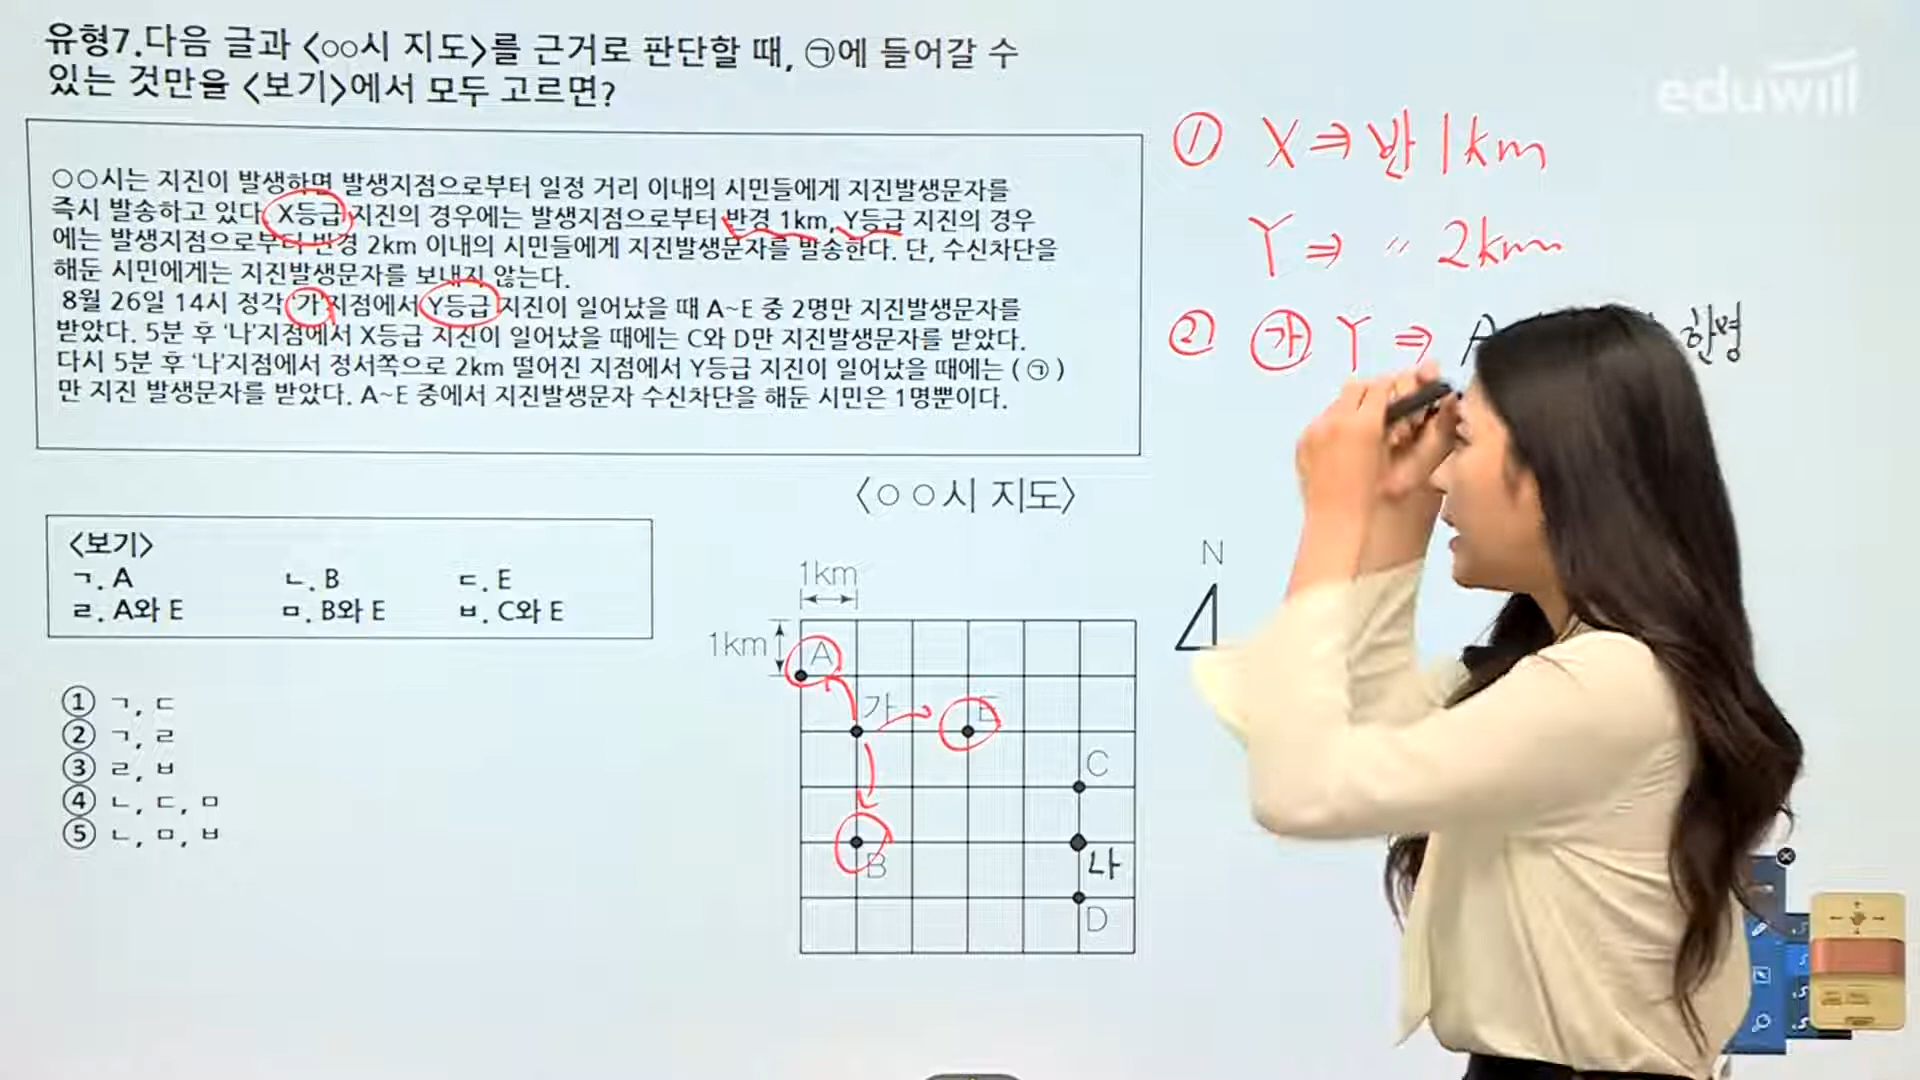 유형7.다음 글과 <○○시 지도>를 근거로 판단할 때, ㉠에 들어갈 수
있는 것만을 <보기>에서 모두 고르면?
eduwill
○○시는 지진이 발생하면 발생지점으로부터 일정 거리 이내의 시민들에게 지진발생문자를
즉시 발송하고 있다. X등급 지진의 경우에는 발생지점으로부터 반경 1km, Y등급 지진의 경우
에는 발생지점으로부터 반경 2km 이내의 시민들에게 지진발생문자를 발송한다. 단, 수신차단을
해둔 시민에게는 지진발생문자를 보내지 않는다.
8월 26일 14시 정각 '가'지점에서 Y등급 지진이 일어났을 때 A~E 중 2명만 지진발생문자를
받았다. 5분 후 '나'지점에서 X등급 지진이 일어났을 때에는 C와 D만 지진발생문자를 받았다.
다시 5분 후 '나'지점에서 정서쪽으로 2km 떨어진 지점에서 Y등급 지진이 일어났을 때에는 ( ㉠ )
만 지진 발생문자를 받았다. A~E 중에서 지진발생문자 수신차단을 해둔 시민은 1명뿐이다.
① X ⇒ 반 1km
Y ⇒ 〃 2km
② 가 Y ⇒ A
한명
<보기>
ㄱ. A ㄴ. B ㄷ. E
ㄹ. A와 E ㅁ. B와 E ㅂ. C와 E
① ㄱ, ㄷ
② ㄱ, ㄹ
③ ㄹ, ㅂ
④ ㄴ, ㄷ, ㅁ
⑤ ㄴ, ㅁ, ㅂ
<○○시 지도>
N
1km
1km
A
가
E
C
B
나
D